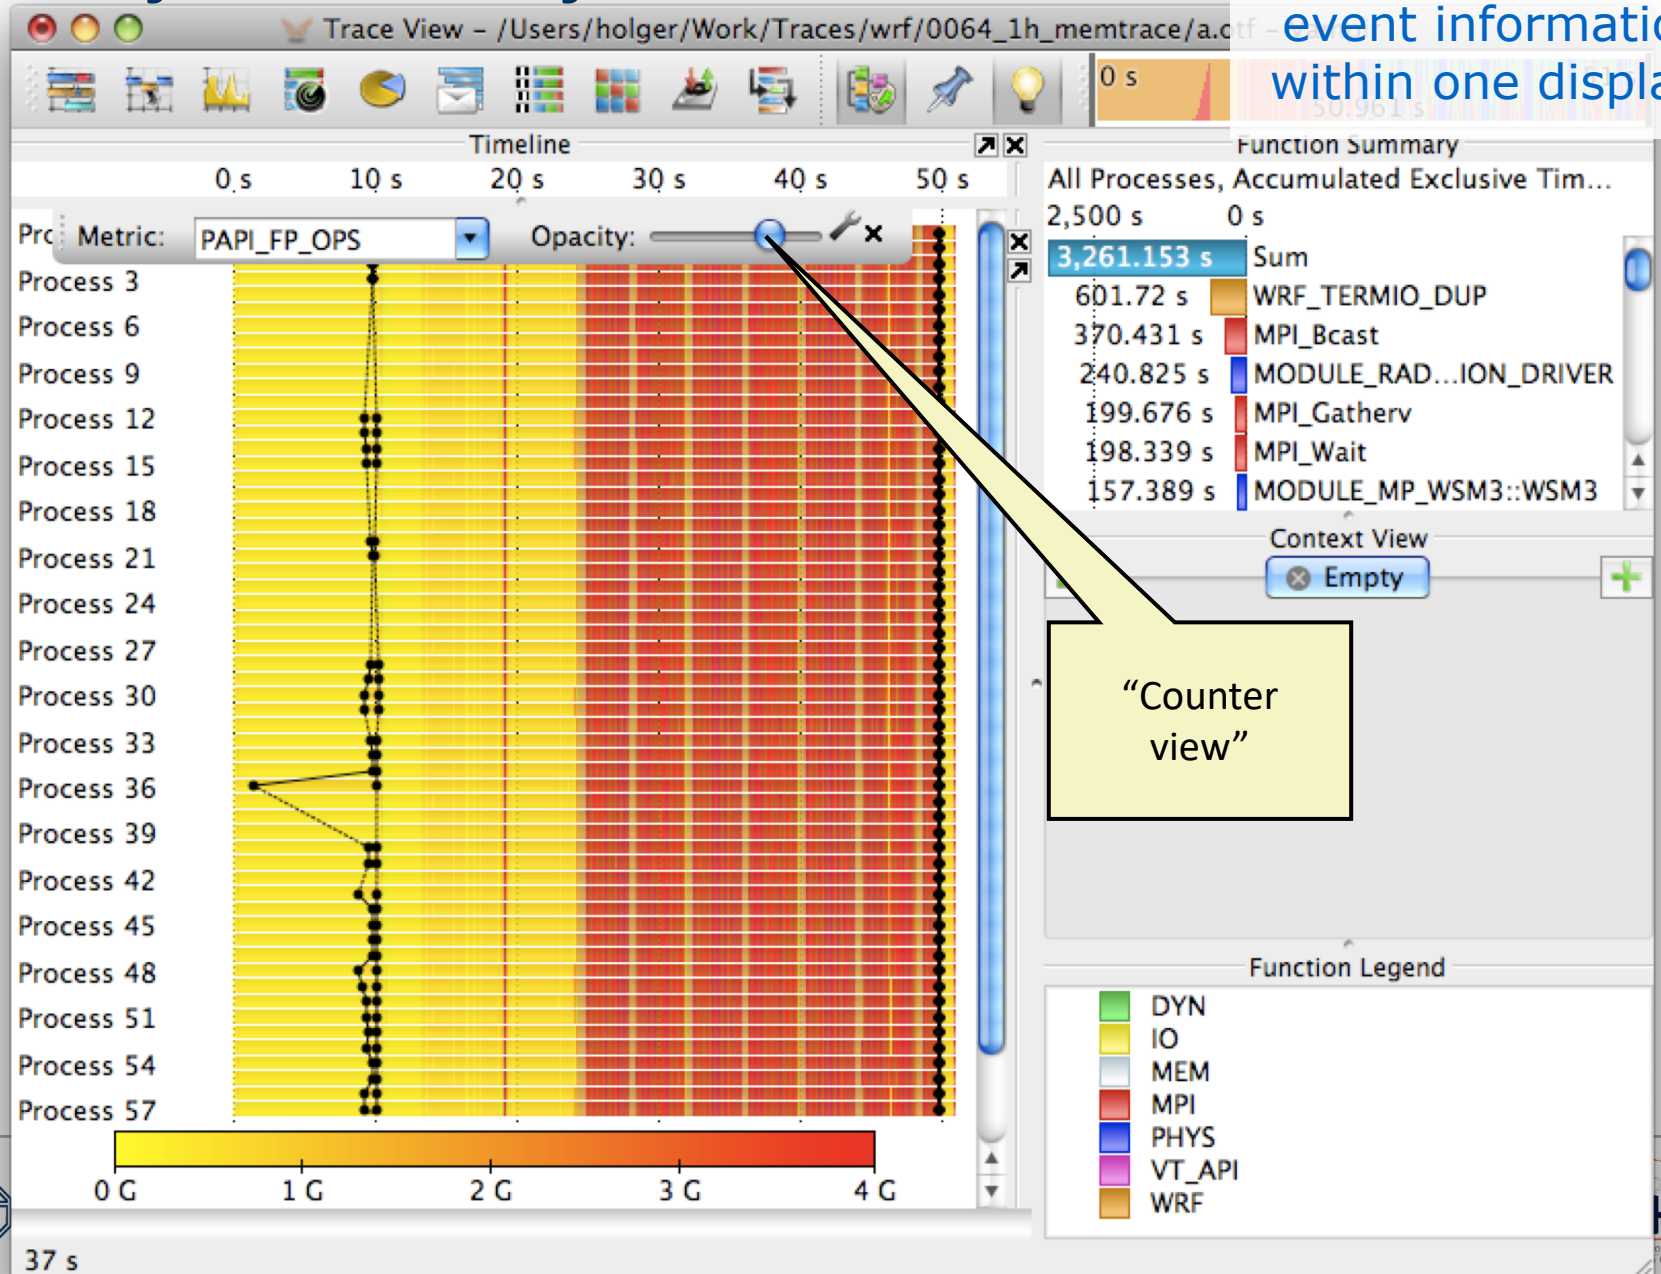 event informatio
within one displa
Trace View – /Users/holger/Work/Traces/wrf/0064_1h_memtrace/a.otf –
0 s
50.961 s
Timeline
0 s 10 s 20 s 30 s 40 s 50 s
Metric: PAPI_FP_OPS Opacity:
Process 3
Process 6
Process 9
Process 12
Process 15
Process 18
Process 21
Process 24
Process 27
Process 30
Process 33
Process 36
Process 39
Process 42
Process 45
Process 48
Process 51
Process 54
Process 57
0 G 1 G 2 G 3 G 4 G
37 s
Function Summary
All Processes, Accumulated Exclusive Tim...
2,500 s 0 s
3,261.153 s Sum
601.72 s WRF_TERMIO_DUP
370.431 s MPI_Bcast
240.825 s MODULE_RAD...ION_DRIVER
199.676 s MPI_Gatherv
198.339 s MPI_Wait
157.389 s MODULE_MP_WSM3::WSM3
Context View
Empty
“Counter
view”
Function Legend
DYN
IO
MEM
MPI
PHYS
VT_API
WRF